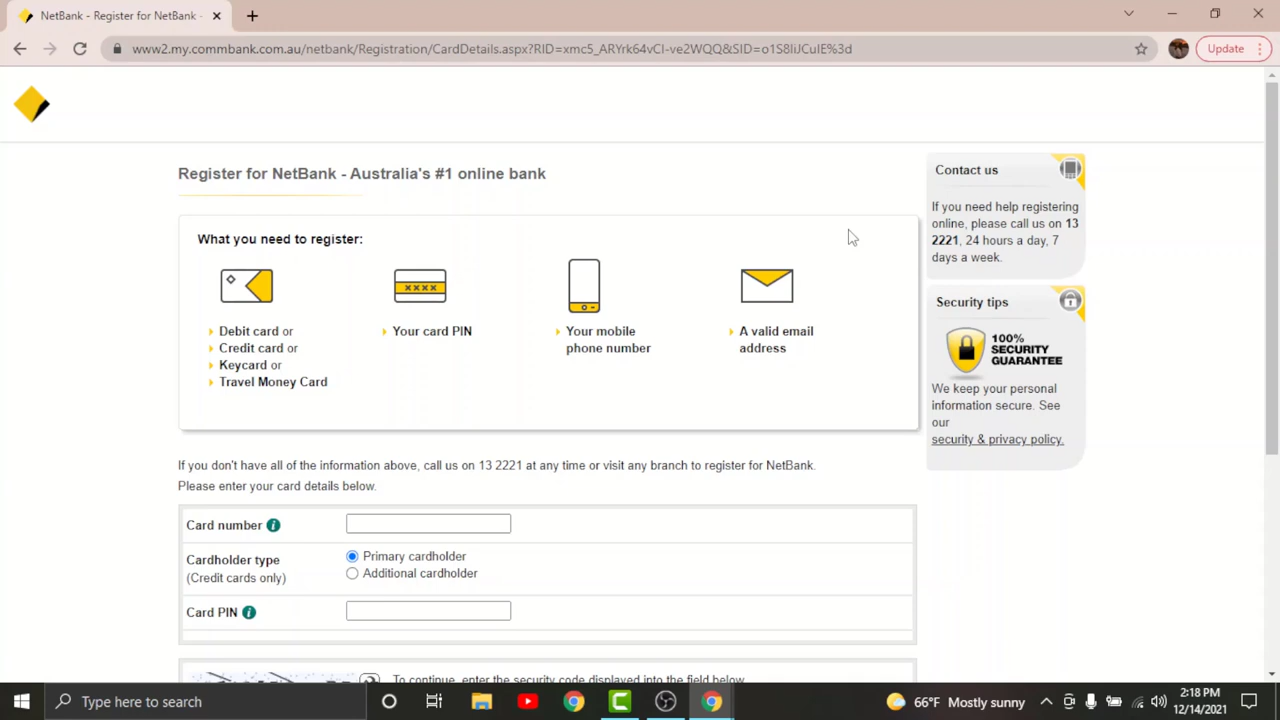 NetBank - Register for NetBank -
www2.my.commbank.com.au/netbank/Registration/CardDetails.aspx?RID=xmc5_ARYrk64vCI-ve2WQQ&SID=o1S8IiJCuIE%3d
Update
Register for NetBank - Australia's #1 online bank
What you need to register:
xxxx
Debit card or
Credit card or
Keycard or
Travel Money Card
Your card PIN
Your mobile
phone number
A valid email
address
Contact us
If you need help registering
online, please call us on 13
2221, 24 hours a day, 7
days a week.
Security tips
100%
SECURITY
GUARANTEE
We keep your personal
information secure. See
our
security & privacy policy.
If you don't have all of the information above, call us on 13 2221 at any time or visit any branch to register for NetBank.
Please enter your card details below.
Card number i
Cardholder type
(Credit cards only)
Primary cardholder
Additional cardholder
Card PIN i
To continue, enter the security code displayed into the field below.
Type here to search
66°F Mostly sunny
2:18 PM
12/14/2021